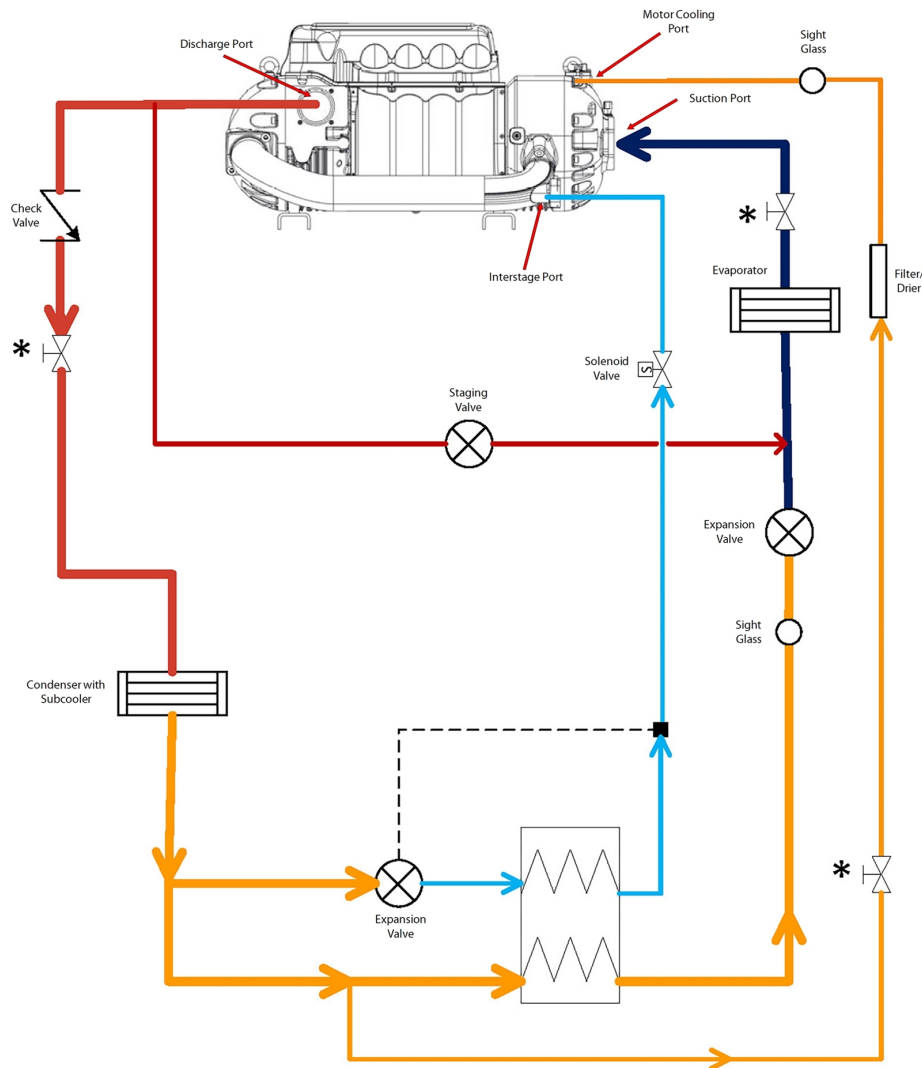 Motor Cooling
Port
Discharge Port
Sight
Glass
Suction Port
Check
Valve
*
Interstage Port
Evaporator
Filter/
Drier
*
Solenoid
Valve
S
Staging
Valve
Expansion
Valve
Sight
Glass
Condenser with
Subcooler
*
Expansion
Valve